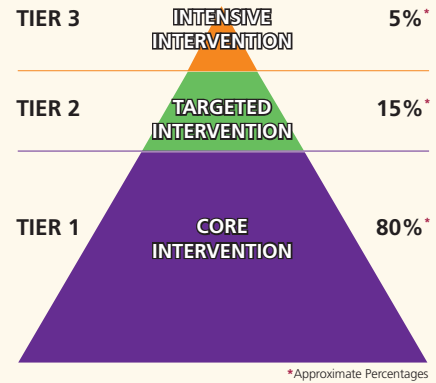 TIER 3 INTENSIVE INTERVENTION 5%*
TIER 2 TARGETED INTERVENTION 15%*
TIER 1 CORE INTERVENTION 80%*
*Approximate Percentages